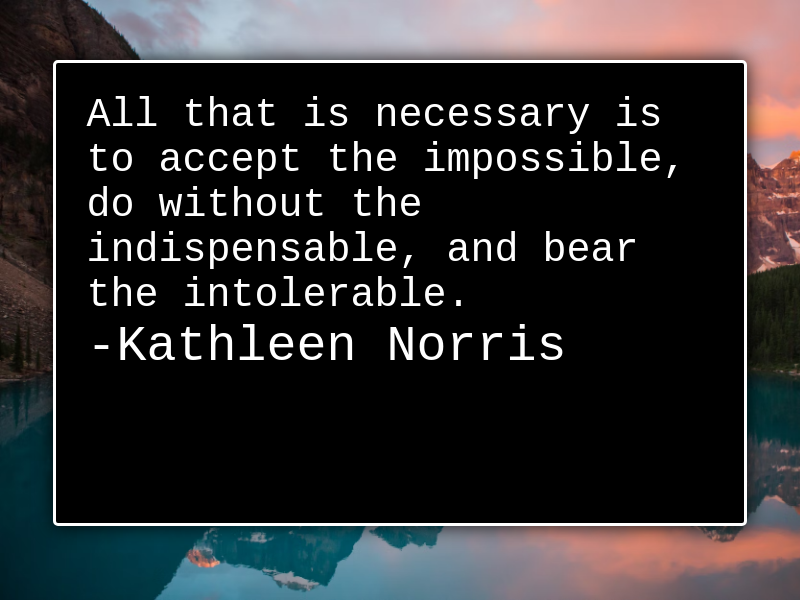 All that is necessary is
to accept the impossible,
do without the
indispensable, and bear
the intolerable.
-Kathleen Norris